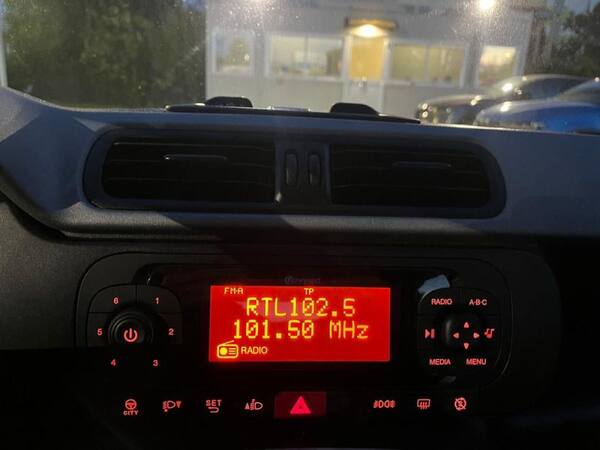 FM-A TP
RTL102.5
101.50 MHz
RADIO
6 1
5 2
4 3
RADIO A-B-C
MEDIA MENU
CITY
SET